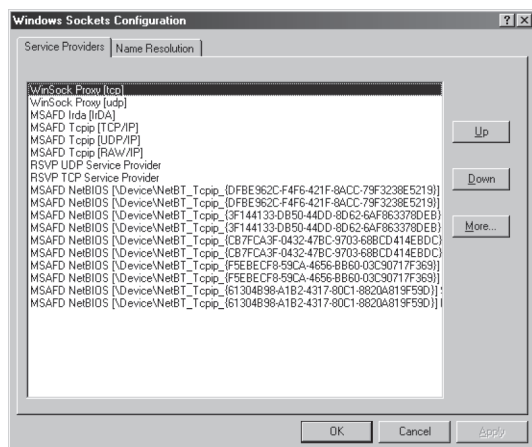 Windows Sockets Configuration
Service Providers
Name Resolution
WinSock Proxy [tcp]
WinSock Proxy [udp]
MSAFD Irda [IrDA]
MSAFD Tcpip [TCP/IP]
MSAFD Tcpip [UDP/IP]
MSAFD Tcpip [RAW/IP]
RSVP UDP Service Provider
RSVP TCP Service Provider
MSAFD NetBIOS [\Device\NetBT_Tcpip_{DFBE962C-F4F6-421F-8ACC-79F3238E5219}]
MSAFD NetBIOS [\Device\NetBT_Tcpip_{DFBE962C-F4F6-421F-8ACC-79F3238E5219}]
MSAFD NetBIOS [\Device\NetBT_Tcpip_{3F144133-DB50-44DD-8D62-6AF863378DEB}
MSAFD NetBIOS [\Device\NetBT_Tcpip_{3F144133-DB50-44DD-8D62-6AF863378DEB}
MSAFD NetBIOS [\Device\NetBT_Tcpip_{CB7FCA3F-0432-47BC-9703-68BCD414EBDC}
MSAFD NetBIOS [\Device\NetBT_Tcpip_{CB7FCA3F-0432-47BC-9703-68BCD414EBDC}
MSAFD NetBIOS [\Device\NetBT_Tcpip_{F5EBECF8-59CA-4656-BB60-03C90717F369}]
MSAFD NetBIOS [\Device\NetBT_Tcpip_{F5EBECF8-59CA-4656-BB60-03C90717F369}]
MSAFD NetBIOS [\Device\NetBT_Tcpip_{61304B98-A1B2-4317-80C1-8820A819F59D}]
MSAFD NetBIOS [\Device\NetBT_Tcpip_{61304B98-A1B2-4317-80C1-8820A819F59D}]
Up
Down
More...
OK
Cancel
Apply